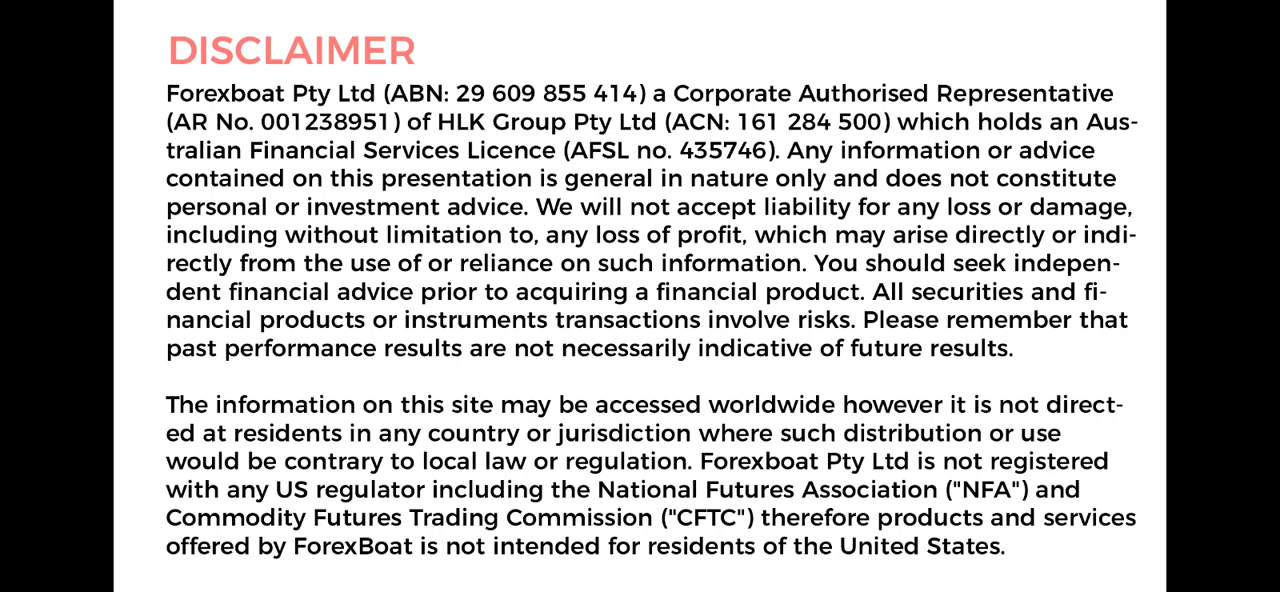 DISCLAIMER
Forexboat Pty Ltd (ABN: 29 609 855 414) a Corporate Authorised Representative
(AR No. 001238951) of HLK Group Pty Ltd (ACN: 161 284 500) which holds an Aus-
tralian Financial Services Licence (AFSL no. 435746). Any information or advice
contained on this presentation is general in nature only and does not constitute
personal or investment advice. We will not accept liability for any loss or damage,
including without limitation to, any loss of profit, which may arise directly or indi-
rectly from the use of or reliance on such information. You should seek indepen-
dent financial advice prior to acquiring a financial product. All securities and fi-
nancial products or instruments transactions involve risks. Please remember that
past performance results are not necessarily indicative of future results.
The information on this site may be accessed worldwide however it is not direct-
ed at residents in any country or jurisdiction where such distribution or use
would be contrary to local law or regulation. Forexboat Pty Ltd is not registered
with any US regulator including the National Futures Association ("NFA") and
Commodity Futures Trading Commission ("CFTC") therefore products and services
offered by ForexBoat is not intended for residents of the United States.